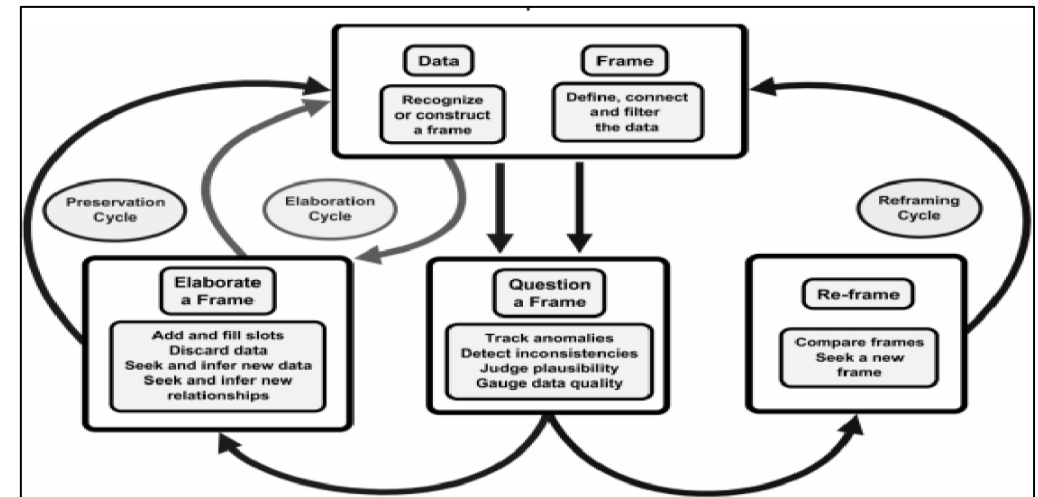 Data
Frame
Recognize
or construct
a frame
Define, connect
and filter
the data
Preservation
Cycle
Elaboration
Cycle
Reframing
Cycle
Elaborate
a Frame
Add and fill slots
Discard data
Seek and infer new data
Seek and infer new
relationships
Question
a Frame
Track anomalies
Detect inconsistencies
Judge plausibility
Gauge data quality
Re-frame
Compare frames
Seek a new
frame